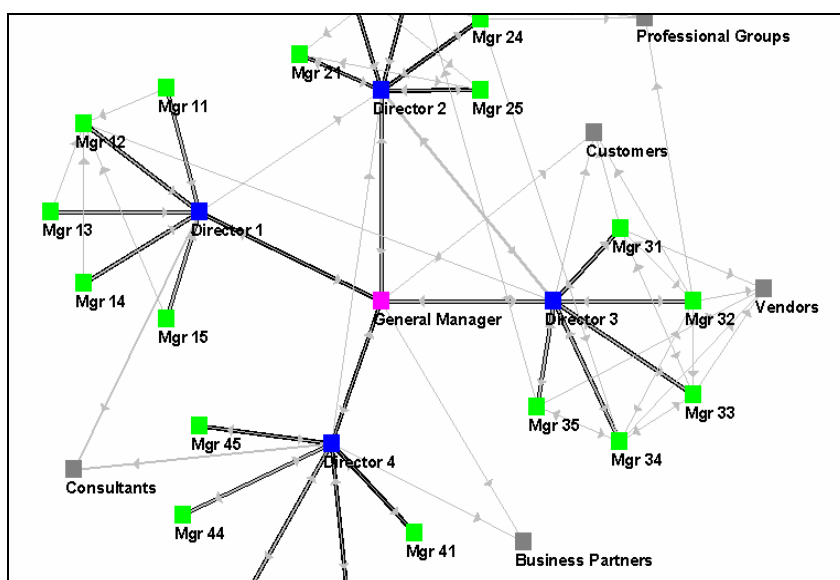 Mgr 24
Professional Groups
Mgr 21
Director 2
Mgr 25
Mgr 11
Mgr 12
Customers
Mgr 13
Director 1
Mgr 31
Mgr 14
Mgr 15
General Manager
Director 3
Mgr 32
Vendors
Mgr 35
Mgr 33
Mgr 45
Director 4
Mgr 34
Consultants
Mgr 44
Mgr 41
Business Partners